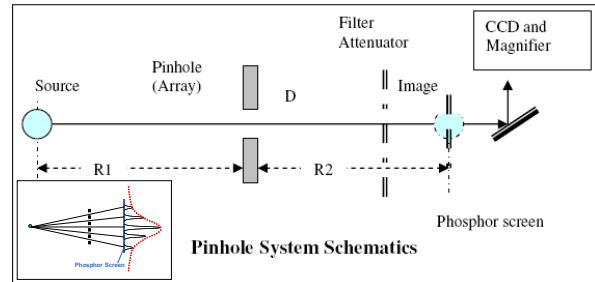 Filter
Attenuator
CCD and
Magnifier
Pinhole
(Array)
Source
D
Image
R1
R2
Phosphor screen
Phosphor Screen
Pinhole System Schematics